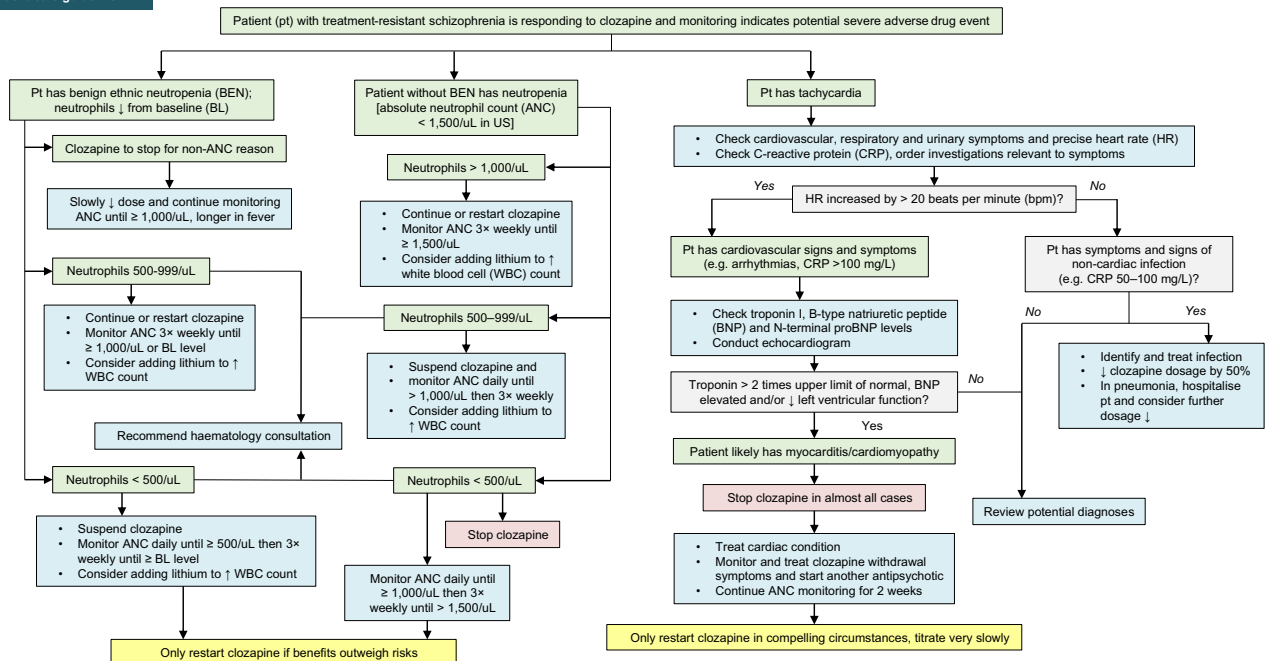 Patient (pt) with treatment-resistant schizophrenia is responding to clozapine and monitoring indicates potential severe adverse drug event
Pt has benign ethnic neutropenia (BEN);
neutrophils ↓ from baseline (BL)
Clozapine to stop for non-ANC reason
Slowly ↓ dose and continue monitoring
ANC until ≥ 1,000/uL, longer in fever
Neutrophils 500-999/uL
• Continue or restart clozapine
• Monitor ANC 3× weekly until
≥ 1,000/uL or BL level
• Consider adding lithium to ↑
WBC count
Recommend haematology consultation
Neutrophils < 500/uL
• Suspend clozapine
• Monitor ANC daily until ≥ 500/uL then 3×
weekly until ≥ BL level
• Consider adding lithium to ↑ WBC count
Patient without BEN has neutropenia
[absolute neutrophil count (ANC)
< 1,500/uL in US]
Neutrophils > 1,000/uL
• Continue or restart clozapine
• Monitor ANC 3× weekly until
≥ 1,500/uL
• Consider adding lithium to ↑
white blood cell (WBC) count
Neutrophils 500–999/uL
• Suspend clozapine and
• monitor ANC daily until
> 1,000/uL then 3× weekly
• Consider adding lithium to
↑ WBC count
Neutrophils < 500/uL
Stop clozapine
Monitor ANC daily until
≥ 1,000/uL then 3×
weekly until > 1,500/uL
Only restart clozapine if benefits outweigh risks
Pt has tachycardia
• Check cardiovascular, respiratory and urinary symptoms and precise heart rate (HR)
• Check C-reactive protein (CRP), order investigations relevant to symptoms
Yes
No
HR increased by > 20 beats per minute (bpm)?
Pt has cardiovascular signs and symptoms
(e.g. arrhythmias, CRP >100 mg/L)
• Check troponin I, B-type natriuretic peptide
(BNP) and N-terminal proBNP levels
• Conduct echocardiogram
Troponin > 2 times upper limit of normal, BNP
elevated and/or ↓ left ventricular function?
No
Yes
Patient likely has myocarditis/cardiomyopathy
Stop clozapine in almost all cases
• Treat cardiac condition
• Monitor and treat clozapine withdrawal
symptoms and start another antipsychotic
• Continue ANC monitoring for 2 weeks
Only restart clozapine in compelling circumstances, titrate very slowly
Pt has symptoms and signs of
non-cardiac infection
(e.g. CRP 50–100 mg/L)?
No
Yes
• Identify and treat infection
• ↓ clozapine dosage by 50%
• In pneumonia, hospitalise
pt and consider further
dosage ↓
Review potential diagnoses